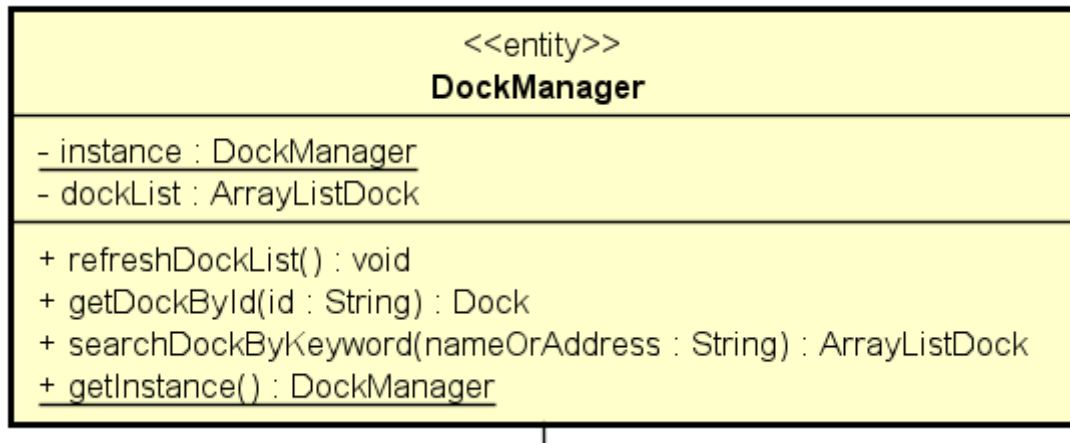 <<entity>>
DockManager
- instance : DockManager
- dockList : ArrayListDock
+ refreshDockList() : void
+ getDockById(id : String) : Dock
+ searchDockByKeyword(nameOrAddress : String) : ArrayListDock
+ getInstance() : DockManager